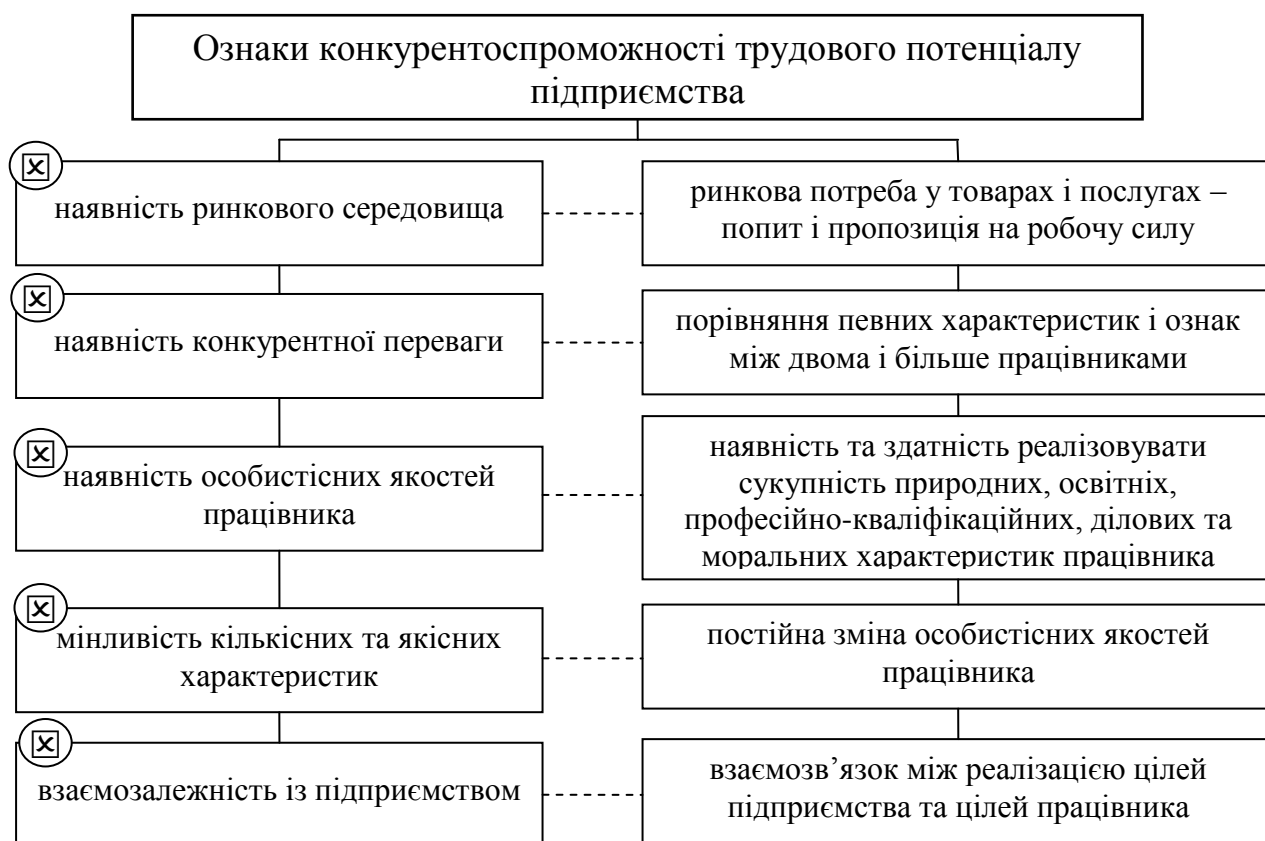 Ознаки конкурентоспроможності трудового потенціалу
підприємства
наявність ринкового середовища
ринкова потреба у товарах і послугах –
попит і пропозиція на робочу силу
наявність конкурентної переваги
порівняння певних характеристик і ознак
між двома і більше працівниками
наявність особистісних якостей
працівника
наявність та здатність реалізовувати
сукупність природних, освітніх,
професійно-кваліфікаційних, ділових та
моральних характеристик працівника
мінливість кількісних та якісних
характеристик
постійна зміна особистісних якостей
працівника
взаємозалежність із підприємством
взаємозв’язок між реалізацією цілей
підприємства та цілей працівника